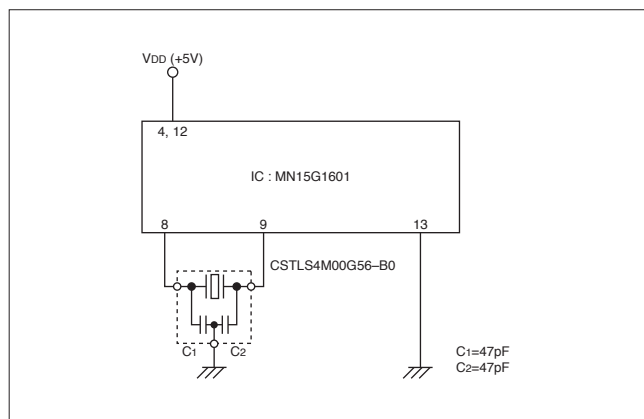 VDD (+5V)
4, 12
IC : MN15G1601
8 9 13
CSTLS4M00G56–B0
C1 C2
C1=47pF
C2=47pF